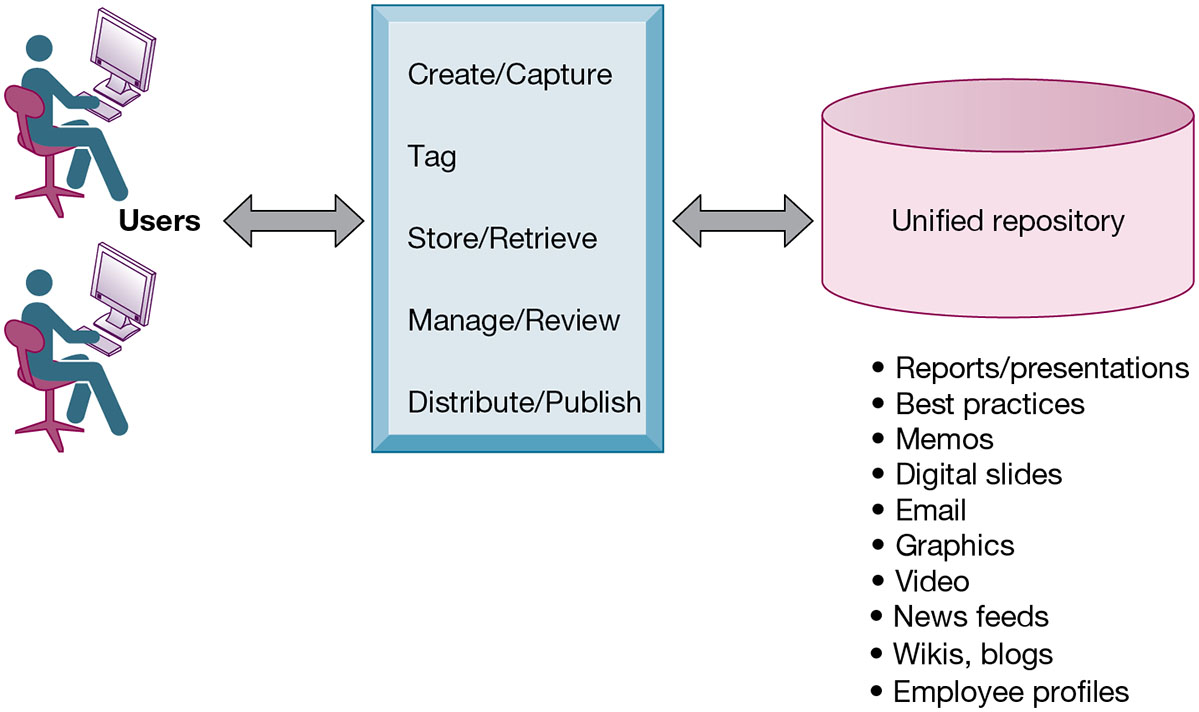 Users
Create/Capture
Tag
Store/Retrieve
Manage/Review
Distribute/Publish
Unified repository
• Reports/presentations
• Best practices
• Memos
• Digital slides
• Email
• Graphics
• Video
• News feeds
• Wikis, blogs
• Employee profiles